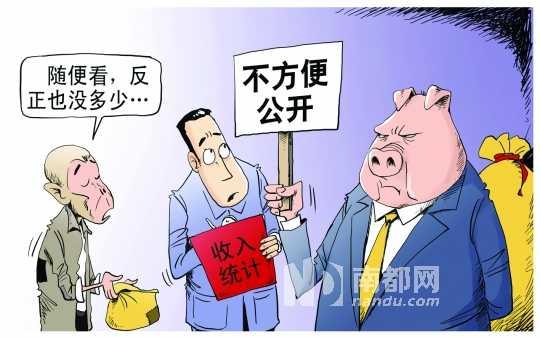 随便看，反
正也没多少…
不方便
公开
收入
统计
南都网
nandu.com